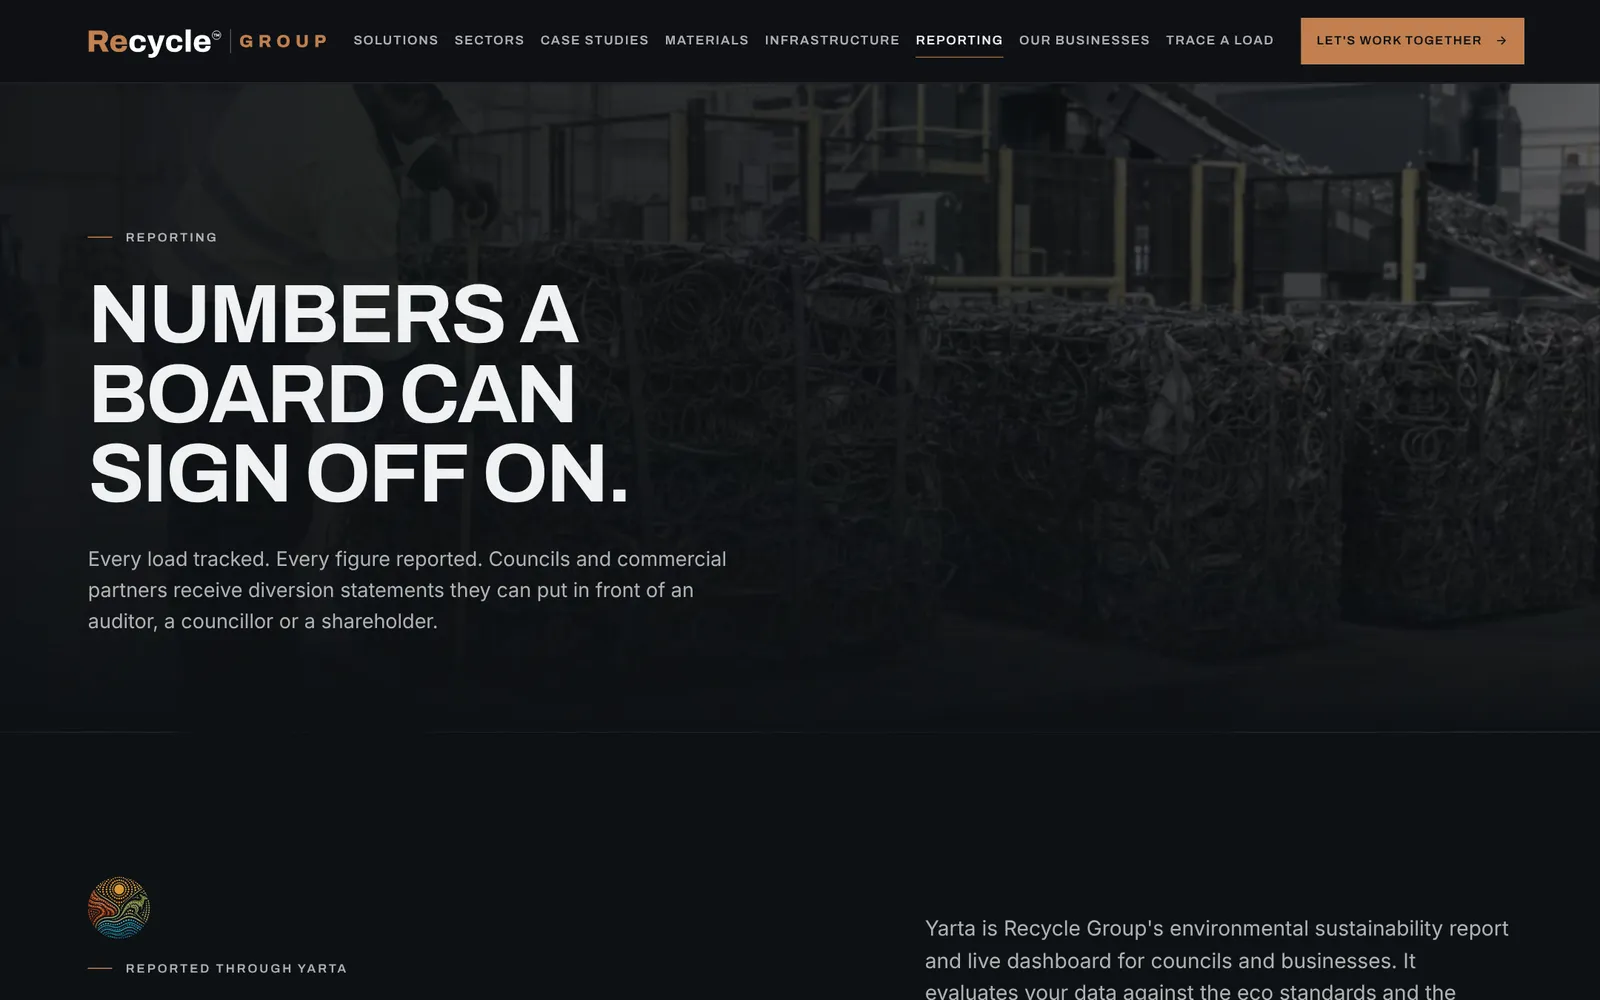 Recycle™ GROUP
SOLUTIONS SECTORS CASE STUDIES MATERIALS INFRASTRUCTURE REPORTING OUR BUSINESSES TRACE A LOAD
LET'S WORK TOGETHER →
REPORTING
NUMBERS A
BOARD CAN
SIGN OFF ON.
Every load tracked. Every figure reported. Councils and commercial
partners receive diversion statements they can put in front of an
auditor, a councillor or a shareholder.
REPORTED THROUGH YARTA
Yarta is Recycle Group's environmental sustainability report
and live dashboard for councils and businesses. It
evaluates your data against the eco standards and the